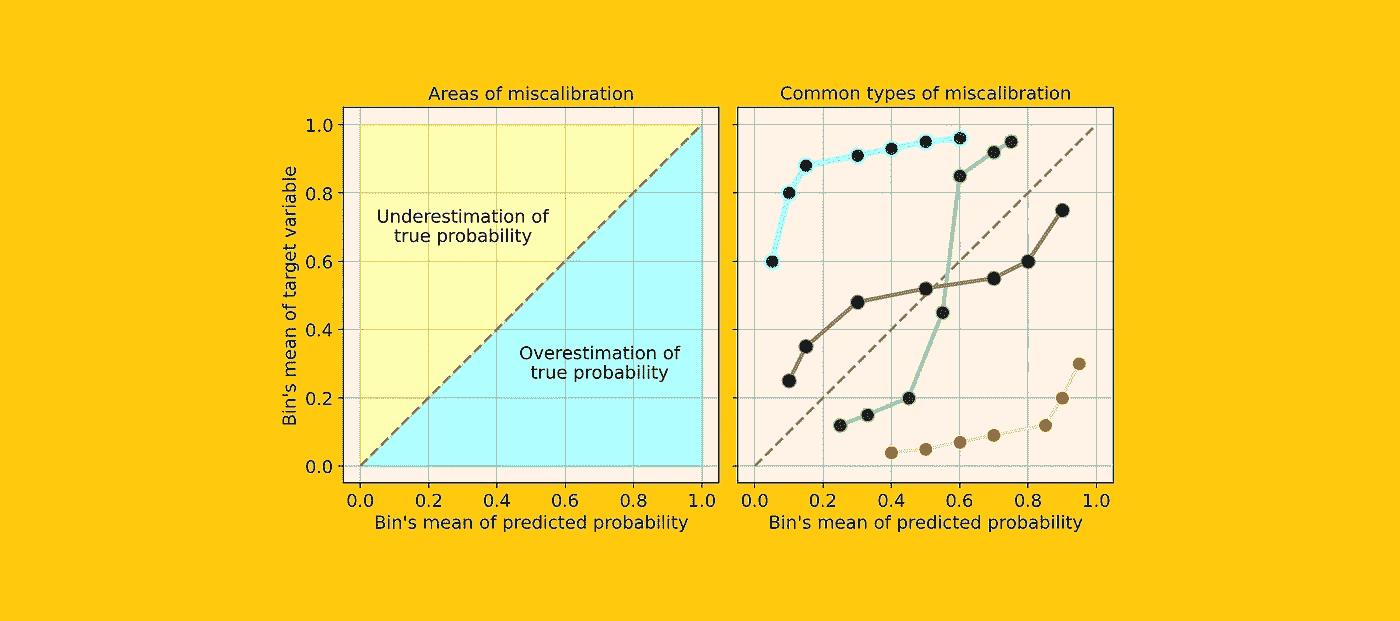 Areas of miscalibration
Common types of miscalibration
Bin's mean of target variable
1.0
0.8
0.6
0.4
0.2
0.0
Underestimation of
true probability
Overestimation of
true probability
0.0 0.2 0.4 0.6 0.8 1.0
Bin's mean of predicted probability
0.0 0.2 0.4 0.6 0.8 1.0
Bin's mean of predicted probability